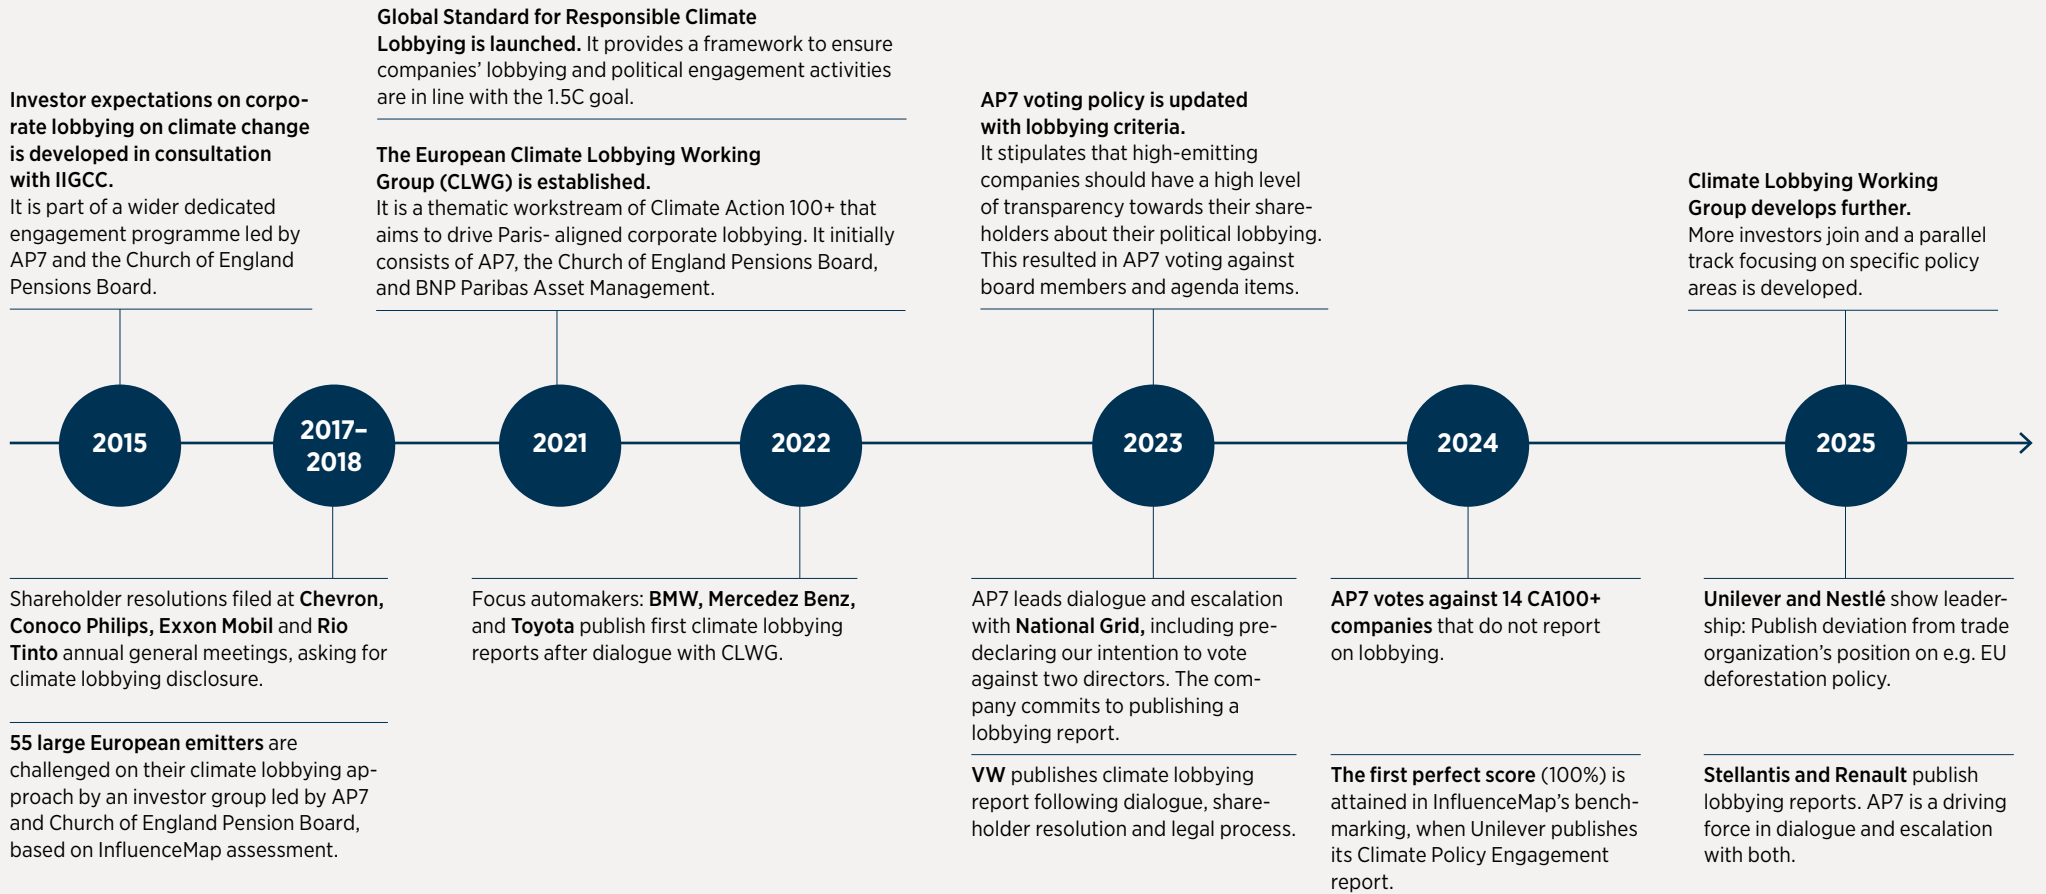 Investor expectations on corpo-
rate lobbying on climate change
is developed in consultation
with IIGCC.
It is part of a wider dedicated
engagement programme led by
AP7 and the Church of England
Pensions Board.
Global Standard for Responsible Climate
Lobbying is launched. It provides a framework to ensure
companies’ lobbying and political engagement activities
are in line with the 1.5C goal.
The European Climate Lobbying Working
Group (CLWG) is established.
It is a thematic workstream of Climate Action 100+ that
aims to drive Paris- aligned corporate lobbying. It initially
consists of AP7, the Church of England Pensions Board,
and BNP Paribas Asset Management.
AP7 voting policy is updated
with lobbying criteria.
It stipulates that high-emitting
companies should have a high level
of transparency towards their share-
holders about their political lobbying.
This resulted in AP7 voting against
board members and agenda items.
Climate Lobbying Working
Group develops further.
More investors join and a parallel
track focusing on specific policy
areas is developed.
2015
2017–
2018
2021
2022
2023
2024
2025
Shareholder resolutions filed at Chevron,
Conoco Philips, Exxon Mobil and Rio
Tinto annual general meetings, asking for
climate lobbying disclosure.
55 large European emitters are
challenged on their climate lobbying ap-
proach by an investor group led by AP7
and Church of England Pension Board,
based on InfluenceMap assessment.
Focus automakers: BMW, Mercedez Benz,
and Toyota publish first climate lobbying
reports after dialogue with CLWG.
AP7 leads dialogue and escalation
with National Grid, including pre-
declaring our intention to vote
against two directors. The com-
pany commits to publishing a
lobbying report.
VW publishes climate lobbying
report following dialogue, share-
holder resolution and legal process.
AP7 votes against 14 CA100+
companies that do not report
on lobbying.
The first perfect score (100%) is
attained in InfluenceMap’s bench-
marking, when Unilever publishes
its Climate Policy Engagement
report.
Unilever and Nestlé show leader-
ship: Publish deviation from trade
organization’s position on e.g. EU
deforestation policy.
Stellantis and Renault publish
lobbying reports. AP7 is a driving
force in dialogue and escalation
with both.